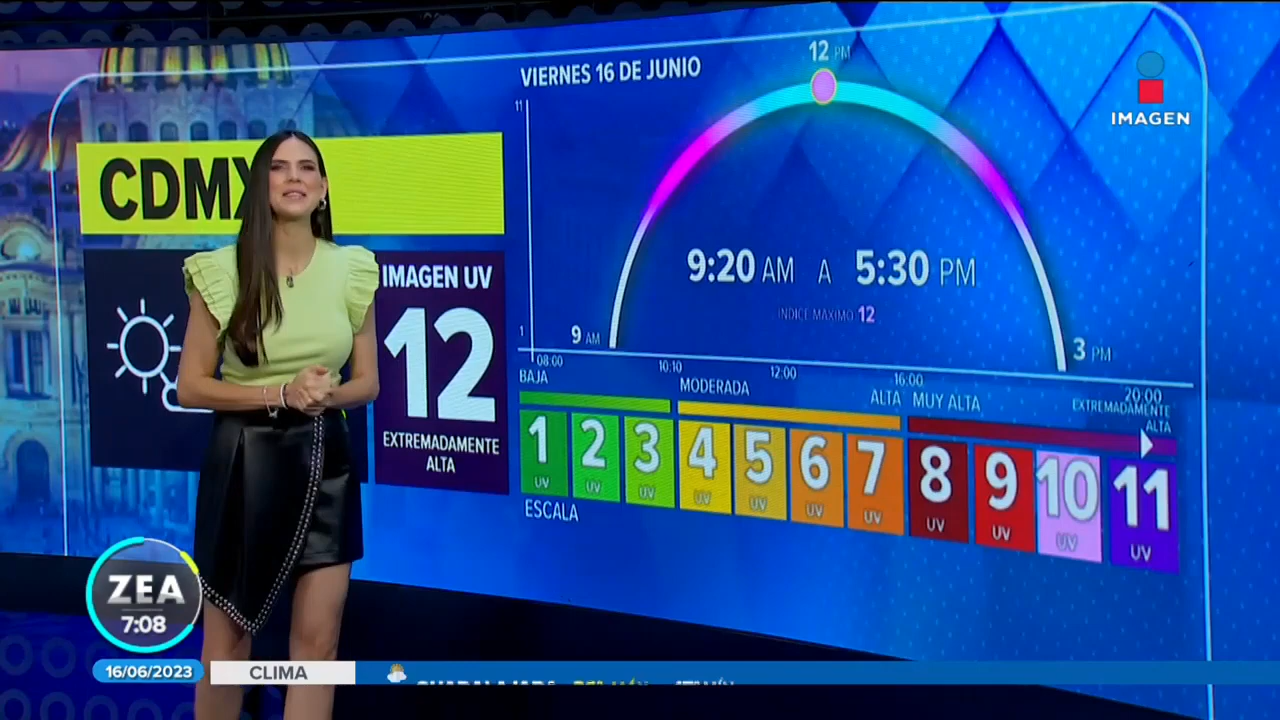 VIERNES 16 DE JUNIO
12 PM
IMAGEN
11
CDMX
IMAGEN UV
12
EXTREMADAMENTE
ALTA
9:20 AM A 5:30 PM
INDICE MAXIMO 12
1
9 AM
3 PM
08:00
10:10
12:00
16:00
20:00
BAJA
MODERADA
ALTA
MUY ALTA
EXTREMADAMENTE
ALTA
1 2 3 4 5 6 7 8 9 10 11
UV UV UV UV UV UV UV UV UV UV UV
ESCALA
ZEA
7:08
16/06/2023
CLIMA